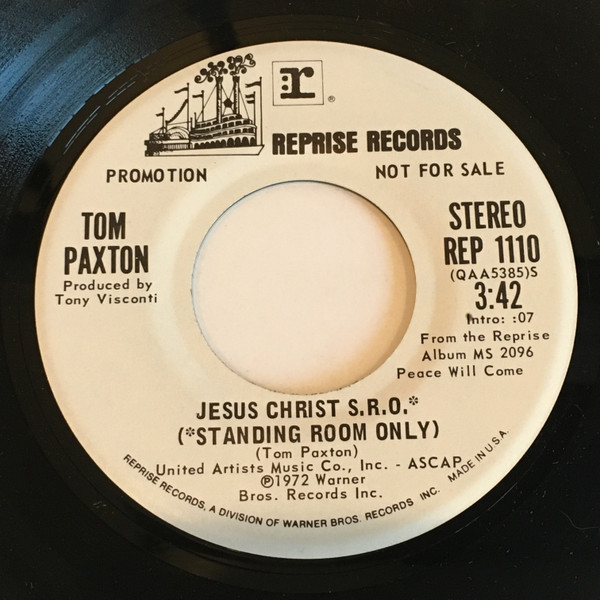 r
®
REPRISE RECORDS
PROMOTION
NOT FOR SALE
TOM
PAXTON
Produced by
Tony Visconti
STEREO
REP 1110
(QAA5385)S
3:42
Intro: :07
From the Reprise
Album MS 2096
Peace Will Come
JESUS CHRIST S.R.O.*
(*STANDING ROOM ONLY)
(Tom Paxton)
United Artists Music Co., Inc. - ASCAP
℗1972 Warner
Bros. Records Inc.
REPRISE RECORDS, A DIVISION OF WARNER BROS. RECORDS INC. MADE IN U.S.A.